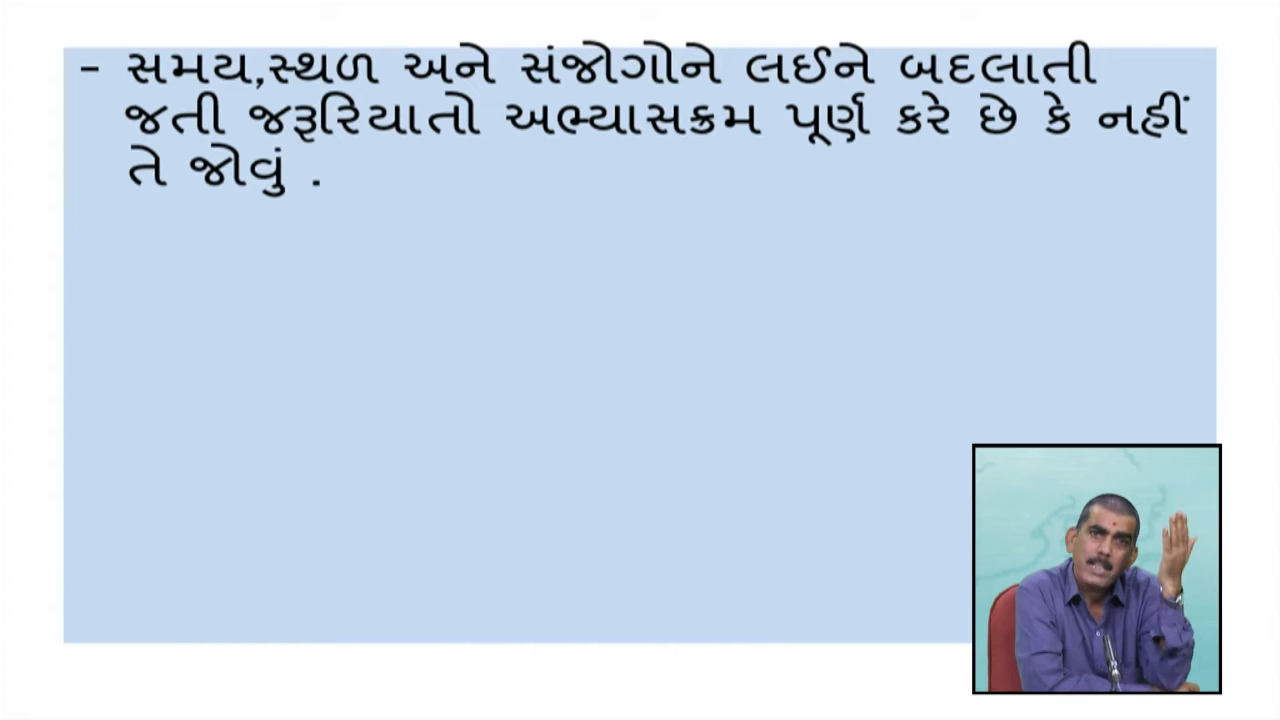 - સમય,સ્થળ અને સંજોગોને લઈને બદલાતી
જતી જરૂરિયાતો અભ્યાસક્રમ પૂર્ણ કરે છે કે નહીં
તે જોવું .